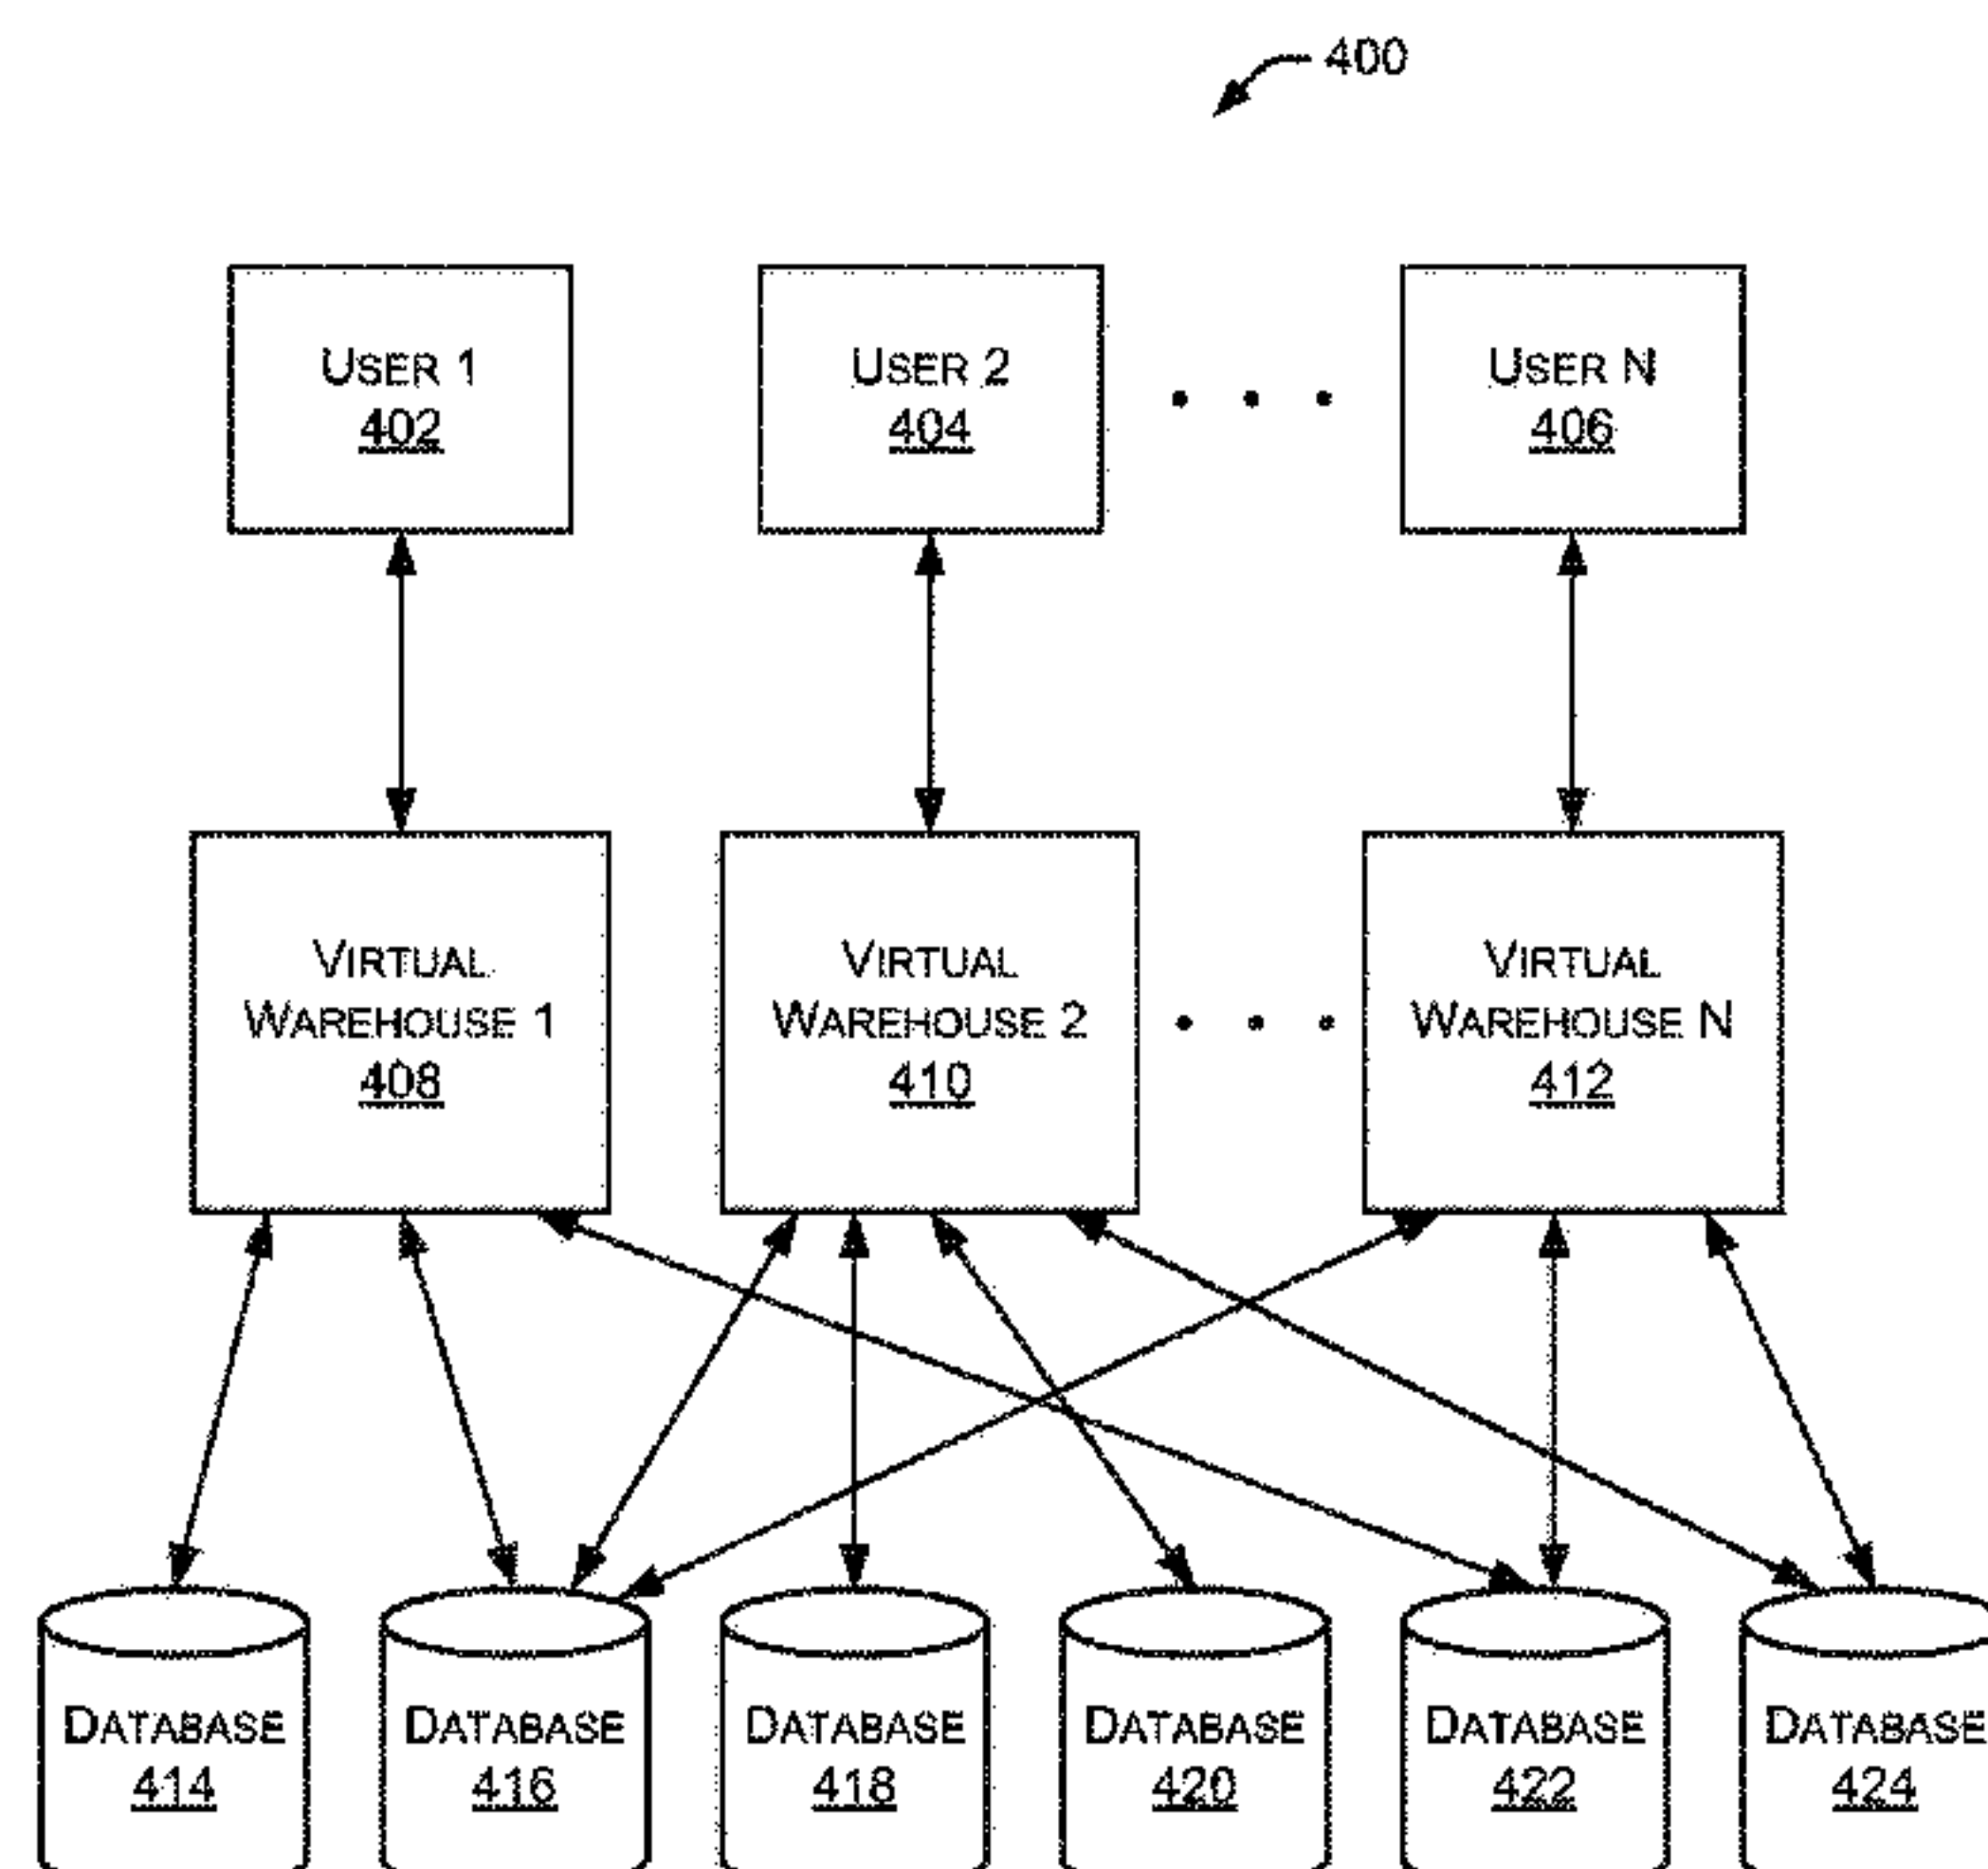 400
USER 1
402
USER 2
404
USER N
406
VIRTUAL
WAREHOUSE 1
408
VIRTUAL
WAREHOUSE 2
410
VIRTUAL
WAREHOUSE N
412
DATABASE
414
DATABASE
416
DATABASE
418
DATABASE
420
DATABASE
422
DATABASE
424